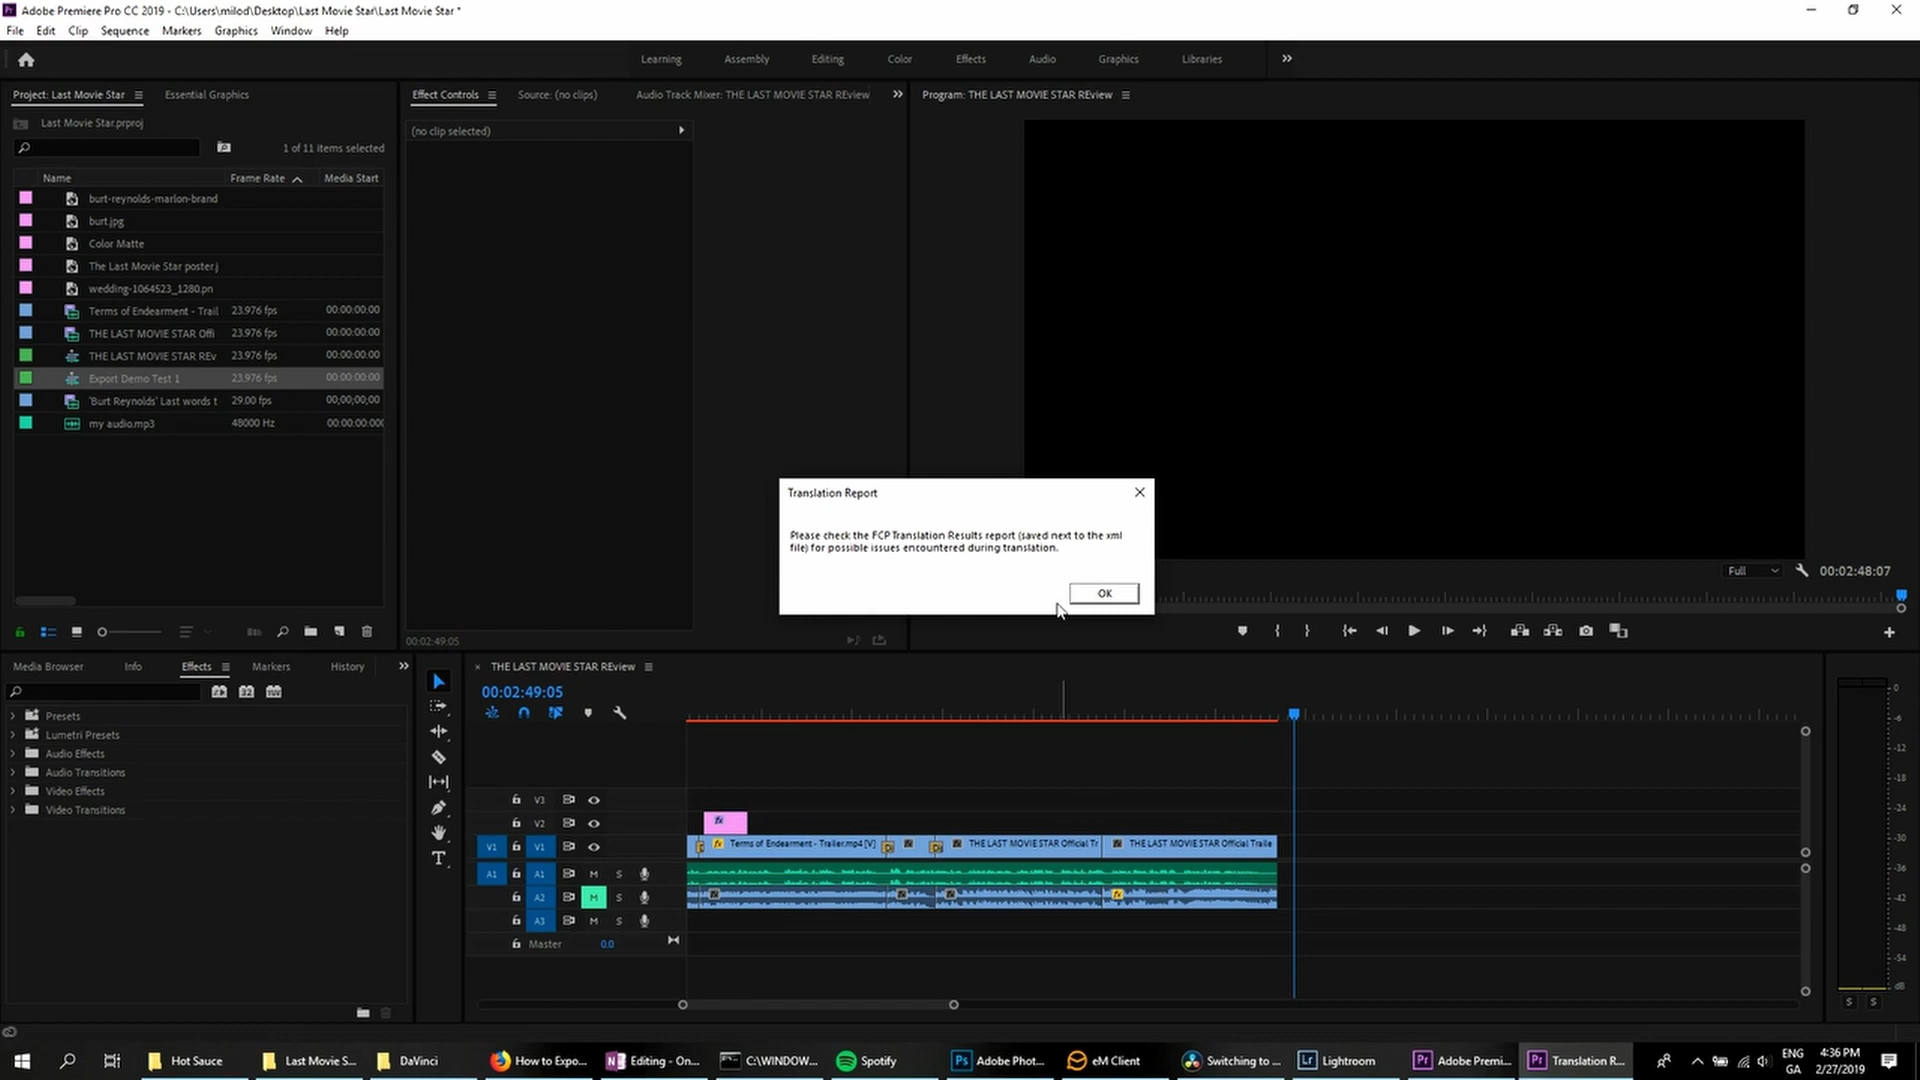 Adobe Premiere Pro CC 2019 - C:\Users\milod\Desktop\Last Movie Star\Last Movie Star *
File Edit Clip Sequence Markers Graphics Window Help
Learning Assembly Editing Color Effects Audio Graphics Libraries
Project: Last Movie Star Essential Graphics
Last Movie Star.prproj
1 of 11 items selected
Name Frame Rate Media Start
burt-reynolds-marlon-brand
burt.jpg
Color Matte
The Last Movie Star poster.j
wedding-1064523_1280.pn
Terms of Endearment - Trail 23.976 fps 00:00:00:00
THE LAST MOVIE STAR Offi 23.976 fps 00:00:00:00
THE LAST MOVIE STAR REv 23.976 fps 00:00:00:00
Export Demo Test 1 23.976 fps 00:00:00:00
'Burt Reynolds' Last words t 29.00 fps 00;00;00;00
my audio.mp3 48000 Hz 00:00:00:000
Effect Controls Source: (no clips) Audio Track Mixer: THE LAST MOVIE STAR REview
(no clip selected)
00:02:49:05
Program: THE LAST MOVIE STAR REview
Full 00:02:48:07
Translation Report
Please check the FCP Translation Results report (saved next to the xml
file) for possible issues encountered during translation.
OK
Media Browser Info Effects Markers History
Presets
Lumetri Presets
Audio Effects
Audio Transitions
Video Effects
Video Transitions
THE LAST MOVIE STAR REview
00:02:49:05
V3
V2
V1 V1 Terms of Endearment - Trailer.mp4 [V] THE LAST MOVIE STAR Official Tr THE LAST MOVIE STAR Official Traile
A1 A1 M S
A2 M S
A3 M S
Master 0.0
0
-6
-12
-18
-24
-30
-36
-42
-48
-54
dB
S S
Hot Sauce Last Movie S... DaVinci How to Expo... Editing - On... C:\WINDOW... Spotify Adobe Phot... eM Client Switching to ... Lightroom Adobe Premi... Translation R...
ENG
GA
4:36 PM
2/27/2019